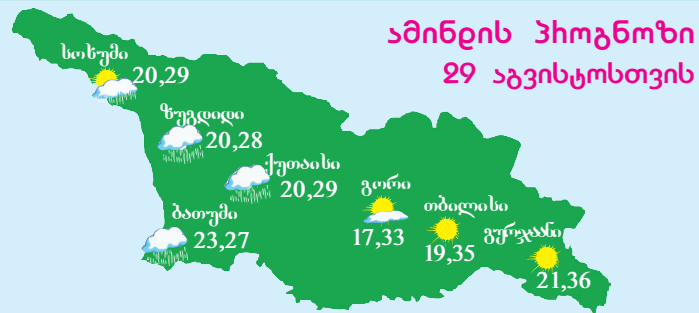 ამინდის პროგნოზი
29 აგვისტოსთვის
სოხუმი
20,29
ზუგდიდი
20,28
ქუთაისი
20,29
გორი
17,33
თბილისი
19,35
გურჯაანი
21,36
ბათუმი
23,27